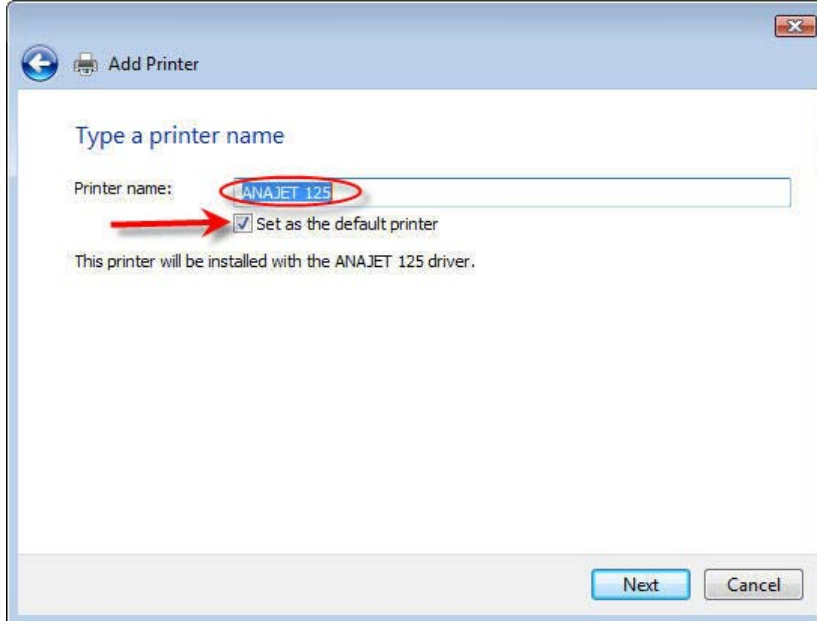 Add Printer
Type a printer name
Printer name: ANAJET 125
Set as the default printer
This printer will be installed with the ANAJET 125 driver.
Next Cancel